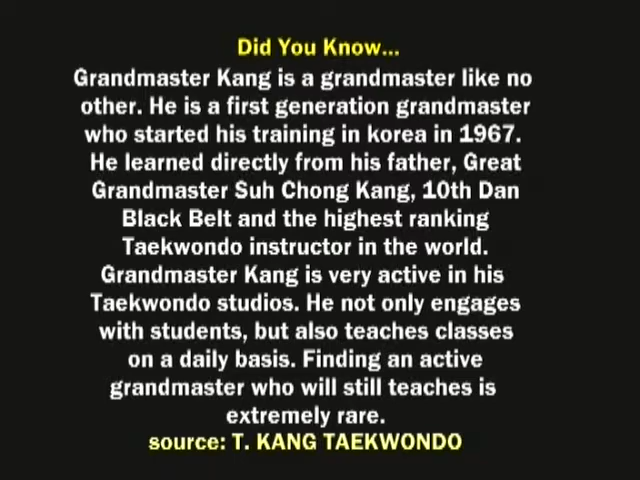 Did You Know...
Grandmaster Kang is a grandmaster like no
other. He is a first generation grandmaster
who started his training in korea in 1967.
He learned directly from his father, Great
Grandmaster Suh Chong Kang, 10th Dan
Black Belt and the highest ranking
Taekwondo instructor in the world.
Grandmaster Kang is very active in his
Taekwondo studios. He not only engages
with students, but also teaches classes
on a daily basis. Finding an active
grandmaster who will still teaches is
extremely rare.
source: T. KANG TAEKWONDO